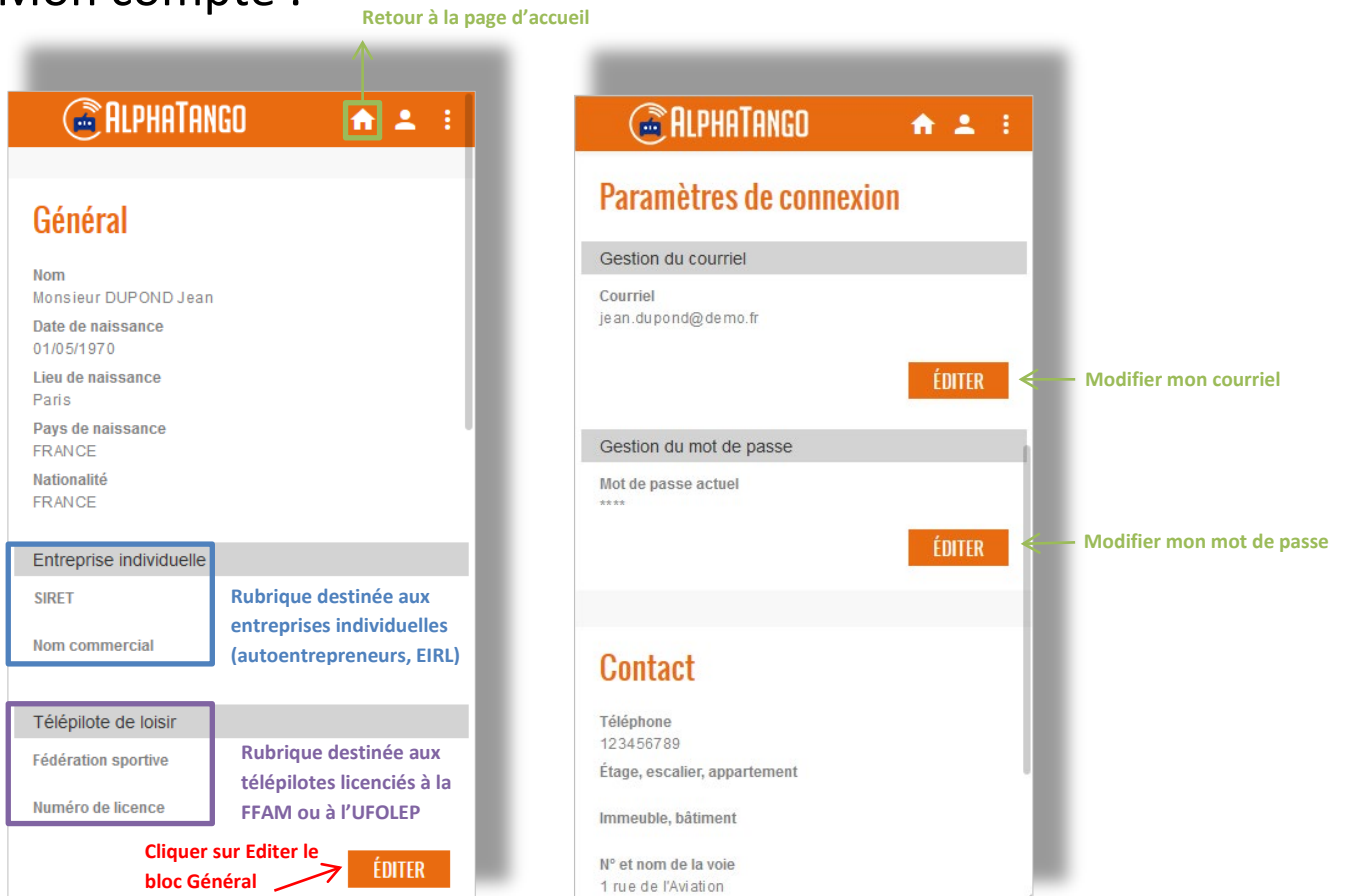 Mon compte :
Retour à la page d’accueil
ALPHATANGO
Général
Nom
Monsieur DUPOND Jean
Date de naissance
01/05/1970
Lieu de naissance
Paris
Pays de naissance
FRANCE
Nationalité
FRANCE
Entreprise individuelle
SIRET
Nom commercial
Rubrique destinée aux
entreprises individuelles
(autoentrepreneurs, EIRL)
Télépilote de loisir
Fédération sportive
Numéro de licence
Rubrique destinée aux
télépilotes licenciés à la
FFAM ou à l’UFOLEP
Cliquer sur Editer le
bloc Général
ÉDITER
ALPHATANGO
Paramètres de connexion
Gestion du courriel
Courriel
jean.dupond@demo.fr
ÉDITER
Modifier mon courriel
Gestion du mot de passe
Mot de passe actuel
****
ÉDITER
Modifier mon mot de passe
Contact
Téléphone
123456789
Étage, escalier, appartement
Immeuble, bâtiment
N° et nom de la voie
1 rue de l'Aviation